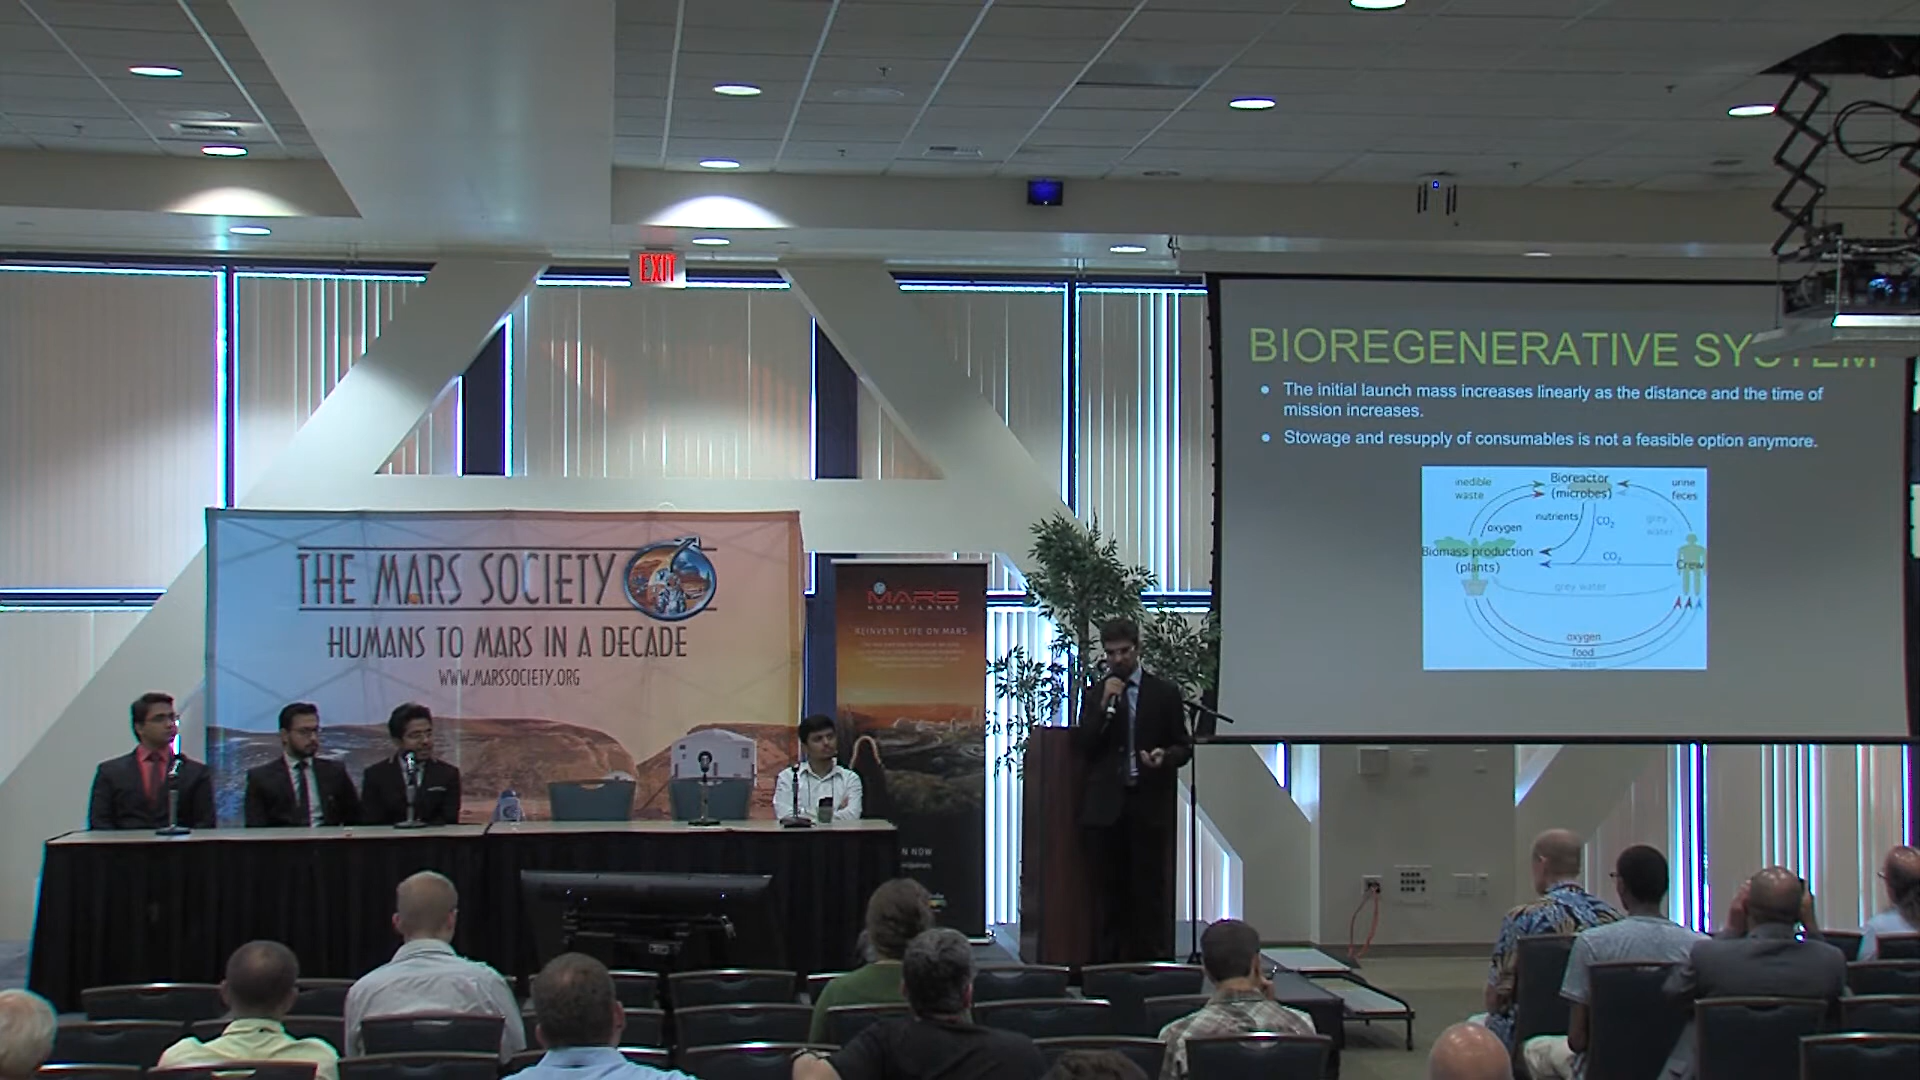 EXIT
BIOREGENERATIVE SYSTEM
● The initial launch mass increases linearly as the distance and the time of
mission increases.
● Stowage and resupply of consumables is not a feasible option anymore.
inedible
waste
Bioreactor
(microbes)
urine
feces
nutrients
CO2
grey
water
oxygen
Biomass production
(plants)
CO2
Crew
grey water
oxygen
food
water
THE MARS SOCIETY
HUMANS TO MARS IN A DECADE
WWW.MARSSOCIETY.ORG
MARS
HOME PLANET
REINVENT LIFE ON MARS
N NOW